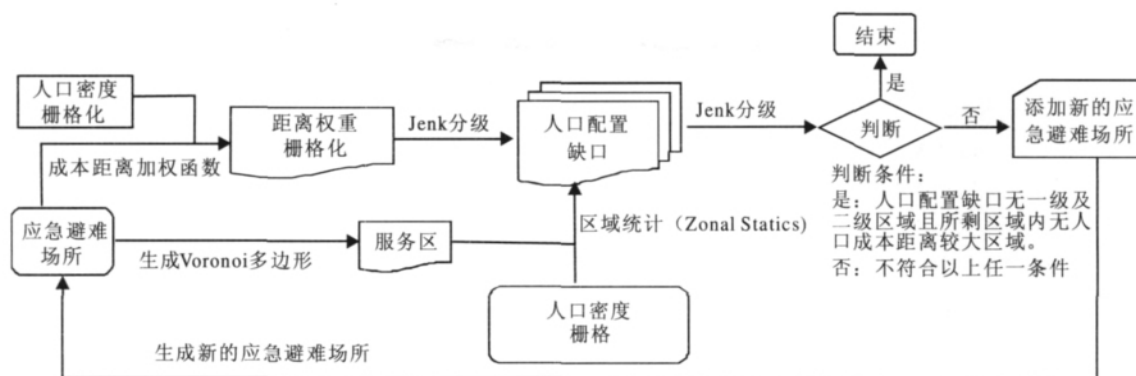 结束
是
人口密度
栅格化
距离权重
栅格化
Jenk分级
人口配置
缺口
Jenk分级
判断
否
添加新的应
急避难场所
成本距离加权函数
判断条件：
是：人口配置缺口无一级及
二级区域且所剩区域内无人
口成本距离较大区域。
否：不符合以上任一条件
应急避难
场所
生成Voronoi多边形
服务区
区域统计（Zonal Statics)
人口密度
栅格
生成新的应急避难场所